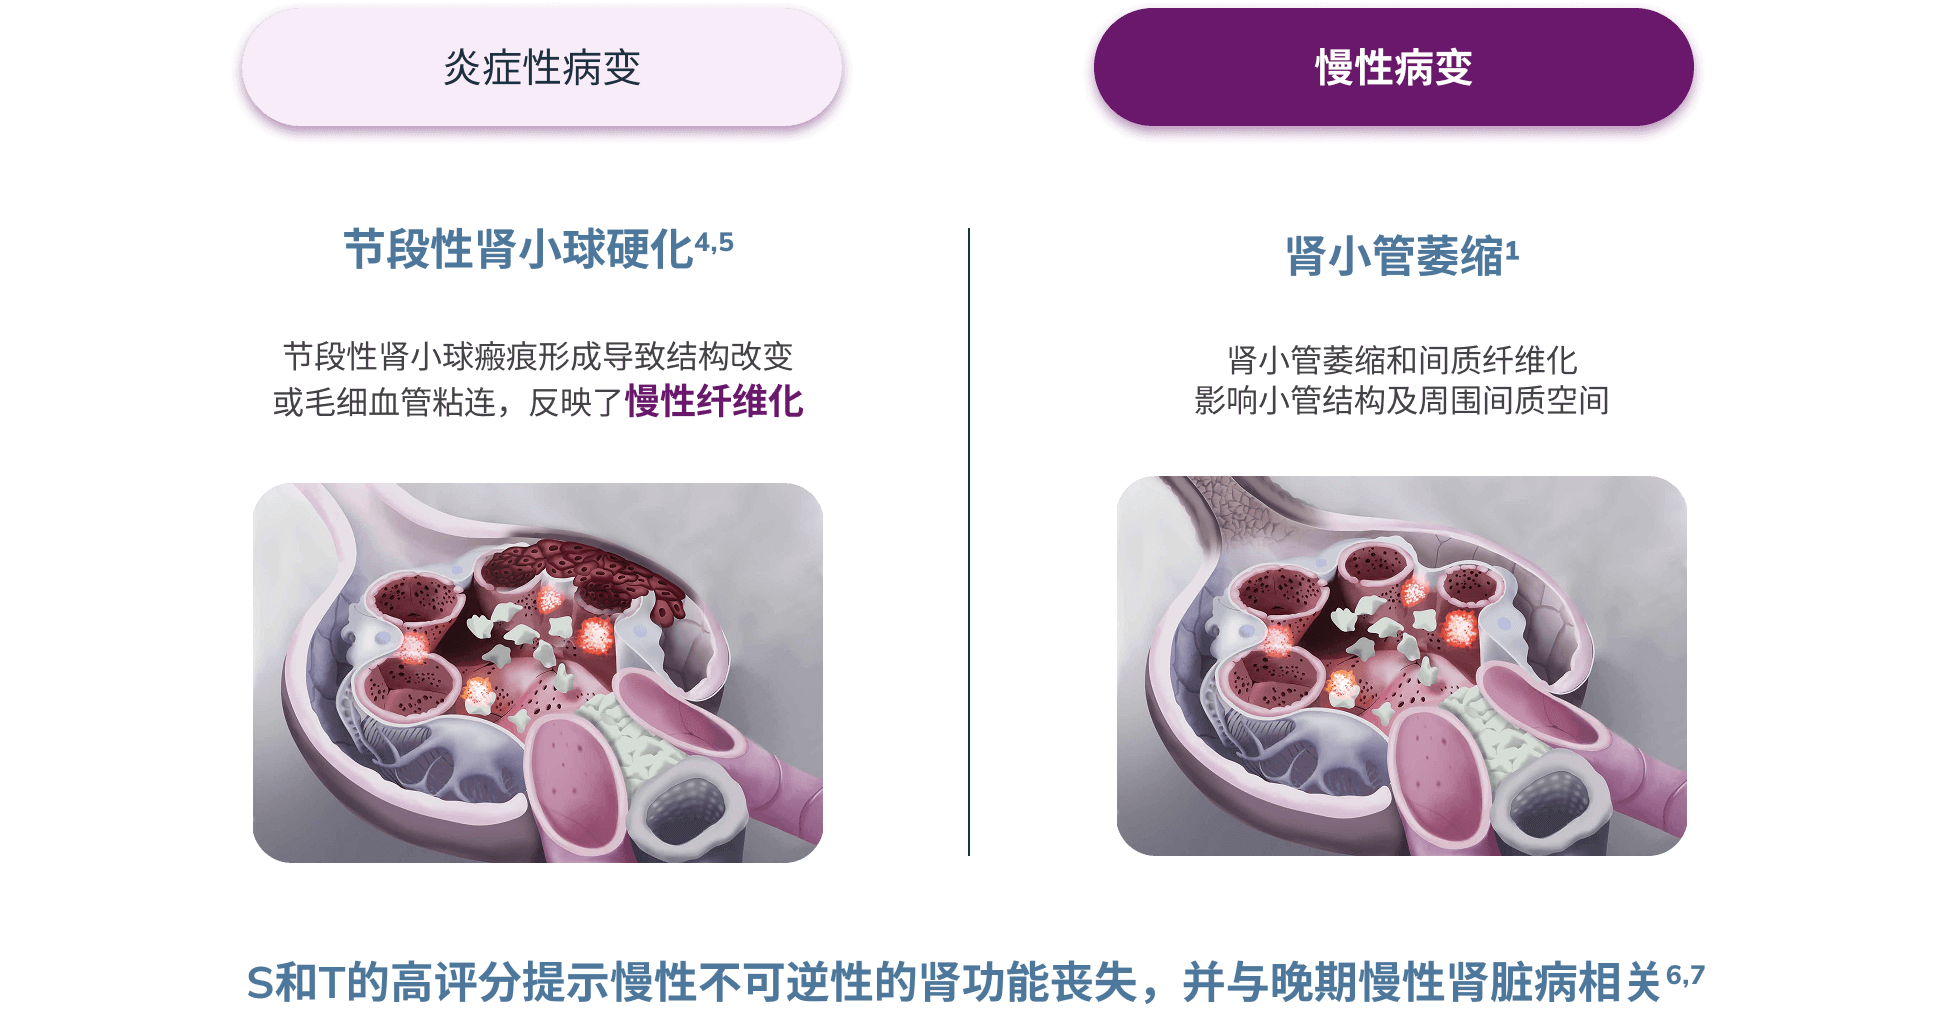 炎症性病变
慢性病变
节段性肾小球硬化4,5
节段性肾小球瘢痕形成导致结构改变
或毛细血管粘连，反映了慢性纤维化
肾小管萎缩1
肾小管萎缩和间质纤维化
影响小管结构及周围间质空间
S和T的高评分提示慢性不可逆性的肾功能丧失，并与晚期慢性肾脏病相关6,7